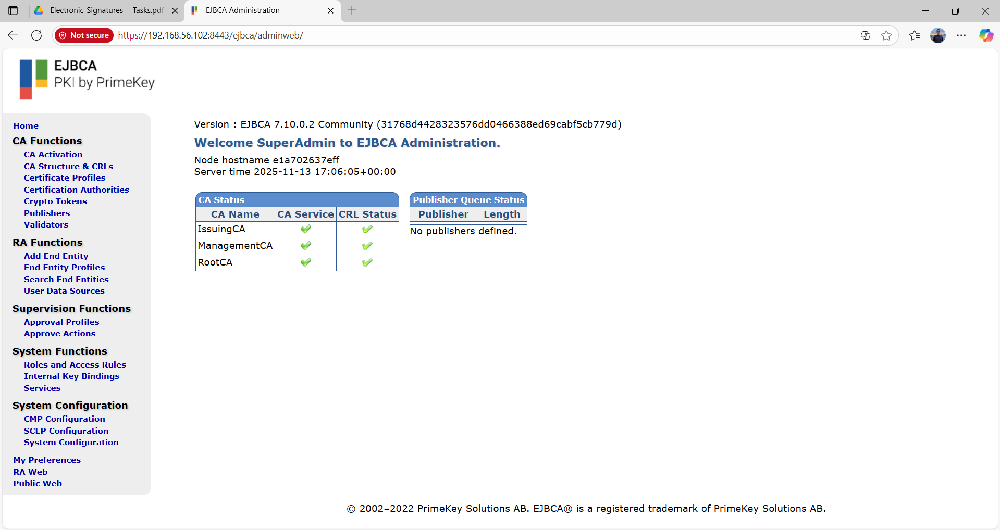 Electronic_Signatures___Tasks.pdf
EJBCA Administration
Not secure
https://192.168.56.102:8443/ejbca/adminweb/
EJBCA
PKI by PrimeKey
Home
CA Functions
CA Activation
CA Structure & CRLs
Certificate Profiles
Certification Authorities
Crypto Tokens
Publishers
Validators
RA Functions
Add End Entity
End Entity Profiles
Search End Entities
User Data Sources
Supervision Functions
Approval Profiles
Approve Actions
System Functions
Roles and Access Rules
Internal Key Bindings
Services
System Configuration
CMP Configuration
SCEP Configuration
System Configuration
My Preferences
RA Web
Public Web
Version : EJBCA 7.10.0.2 Community (31768d4428323576dd0466388ed69cabf5cb779d)
Welcome SuperAdmin to EJBCA Administration.
Node hostname e1a702637eff
Server time 2025-11-13 17:06:05+00:00
CA Status
CA Name CA Service CRL Status
IssuingCA
ManagementCA
RootCA
Publisher Queue Status
Publisher Length
No publishers defined.
© 2002–2022 PrimeKey Solutions AB. EJBCA® is a registered trademark of PrimeKey Solutions AB.